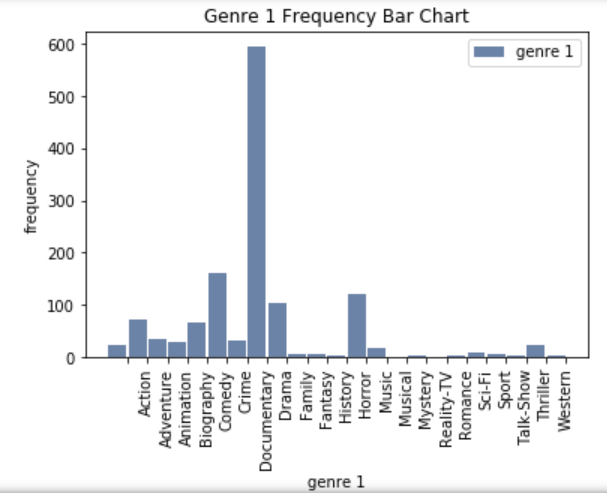 Genre 1 Frequency Bar Chart
genre 1
600
500
400
300
200
100
0
frequency
Action
Adventure
Animation
Biography
Comedy
Crime
Documentary
Drama
Family
Fantasy
History
Horror
Music
Musical
Mystery
Reality-TV
Romance
Sci-Fi
Sport
Talk-Show
Thriller
Western
genre 1